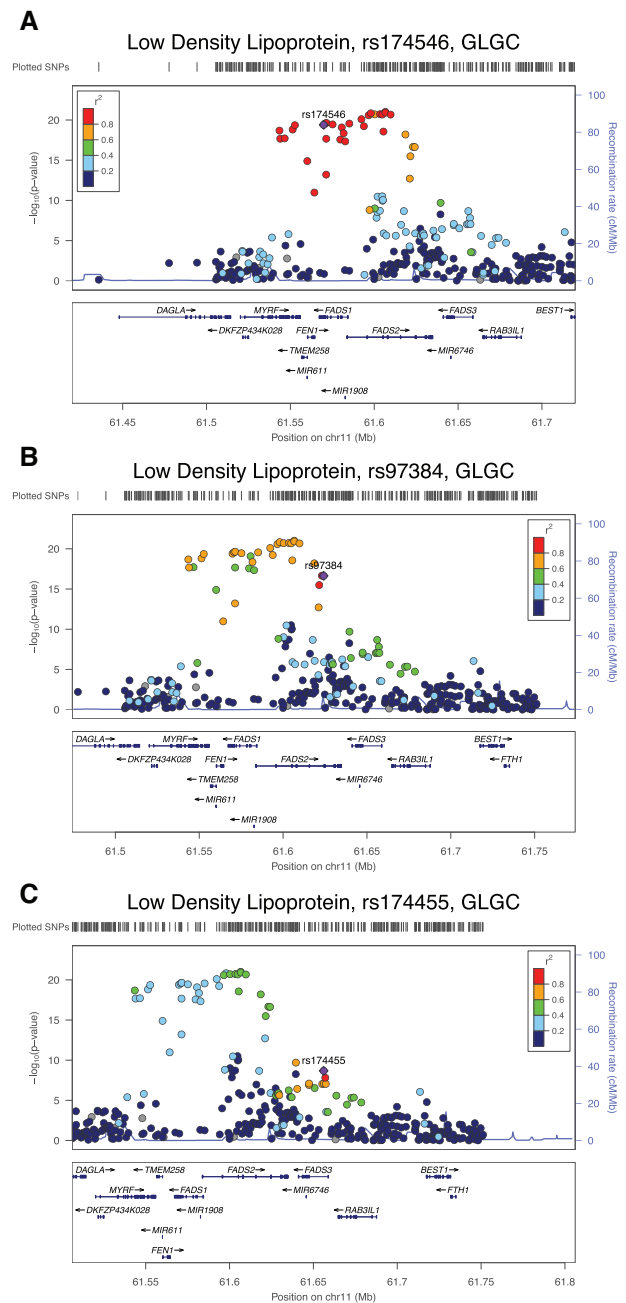 A
Low Density Lipoprotein, rs174546, GLGC
Plotted SNPs
r²
0.8
0.6
0.4
0.2
rs174546
20
15
10
5
0
−log₁₀(p−value)
100
80
60
40
20
0
Recombination rate (cM/Mb)
DAGLA→
MYRF→
←FADS1
←FADS3
BEST1→
←DKFZP434K028
FEN1→
FADS2→
←RAB3IL1
←TMEM258
←MIR6746
←MIR611
←MIR1908
61.45 61.5 61.55 61.6 61.65 61.7
Position on chr11 (Mb)
B
Low Density Lipoprotein, rs97384, GLGC
Plotted SNPs
r²
0.8
0.6
0.4
0.2
rs97384
20
15
10
5
0
−log₁₀(p−value)
100
80
60
40
20
0
Recombination rate (cM/Mb)
DAGLA→
MYRF→
←FADS1
←FADS3
BEST1→
←DKFZP434K028
FEN1→
FADS2→
←RAB3IL1
←FTH1
←TMEM258
←MIR6746
←MIR611
←MIR1908
61.5 61.55 61.6 61.65 61.7 61.75
Position on chr11 (Mb)
C
Low Density Lipoprotein, rs174455, GLGC
Plotted SNPs
r²
0.8
0.6
0.4
0.2
rs174455
20
15
10
5
0
−log₁₀(p−value)
100
80
60
40
20
0
Recombination rate (cM/Mb)
DAGLA→
←TMEM258
FADS2→
←FADS3
BEST1→
MYRF→
←FADS1
←MIR6746
←FTH1
←DKFZP434K028
←MIR1908
←RAB3IL1
←MIR611
FEN1→
61.55 61.6 61.65 61.7 61.75 61.8
Position on chr11 (Mb)